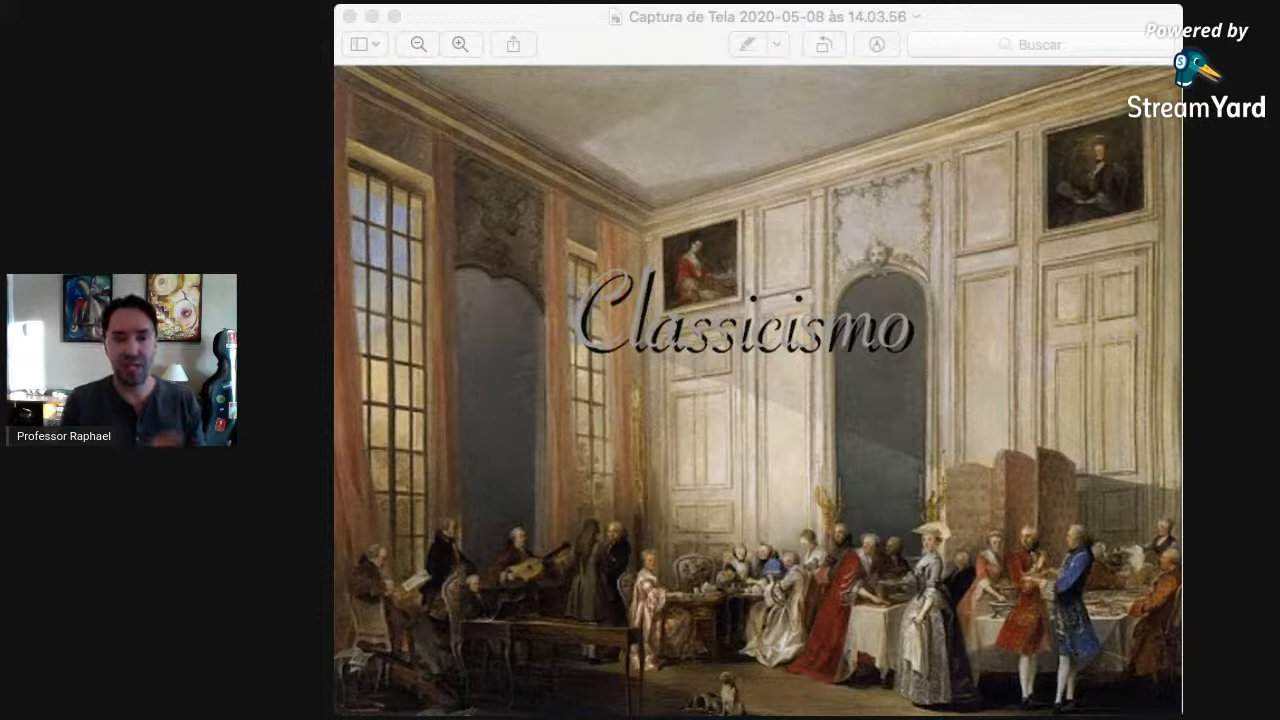 Captura de Tela 2020-05-08 às 14.03.56
Buscar
Powered by
S
StreamYard
Classicismo
Professor Raphael